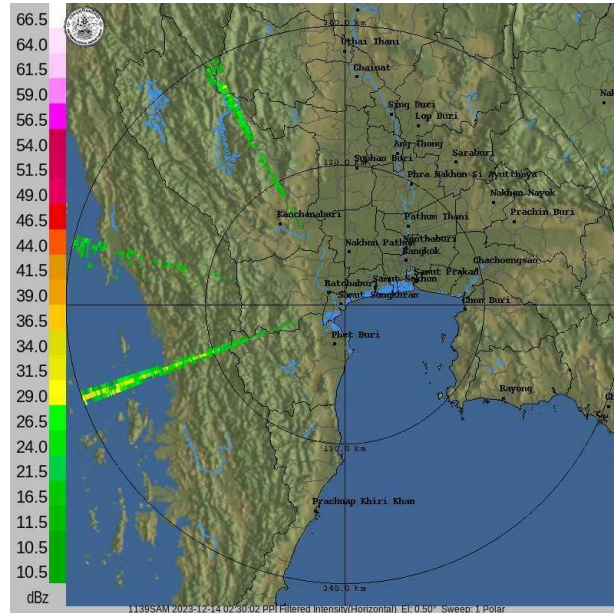 66.5
64.0
61.5
59.0
56.5
54.0
51.5
49.0
46.5
44.0
41.5
39.0
36.5
34.0
31.5
29.0
26.5
24.0
21.5
19.0
16.5
15.5
13.0
10.5
dBz
240.0 km
Uthai Thani
Chainat
Sing Buri
Lop Buri
Ang Thong
Saraburi
120.0 km
Suphan Buri
Phra Nakhon Si Ayutthaya
Nakhon Nayok
Kanchanaburi
Prachin Buri
Pathum Thani
Nonthaburi
Nakhon Pathom
Bangkok
Chachoengsao
Samut Prakan
Samut Sakhon
Ratchaburi
Samut Songkhram
Chon Buri
Phet Buri
Rayong
120.0 km
Prachuap Khiri Khan
240.0 km
1139SAM 2023-12-14 02:30:02 PPI Filtered Intensity(Horizontal) El: 0.50° Sweep: 1 Polar